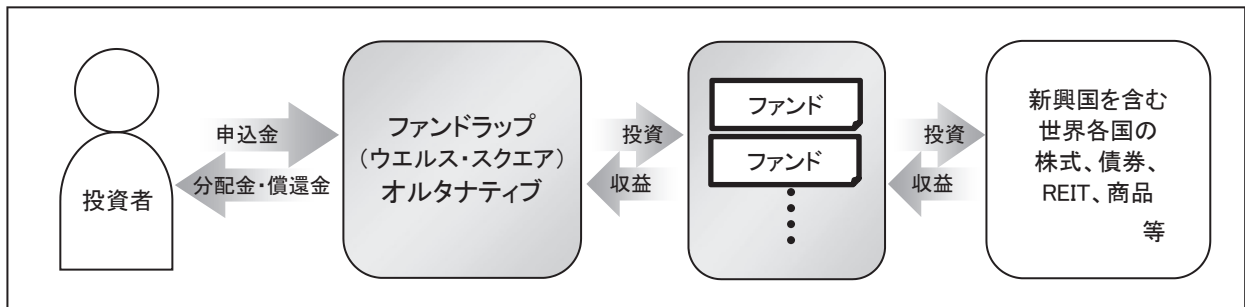 投資者
申込金
分配金・償還金
ファンドラップ
(ウエルス・スクエア)
オルタナティブ
投資
収益
ファンド
ファンド
投資
収益
新興国を含む
世界各国の
株式、債券、
REIT、商品
等